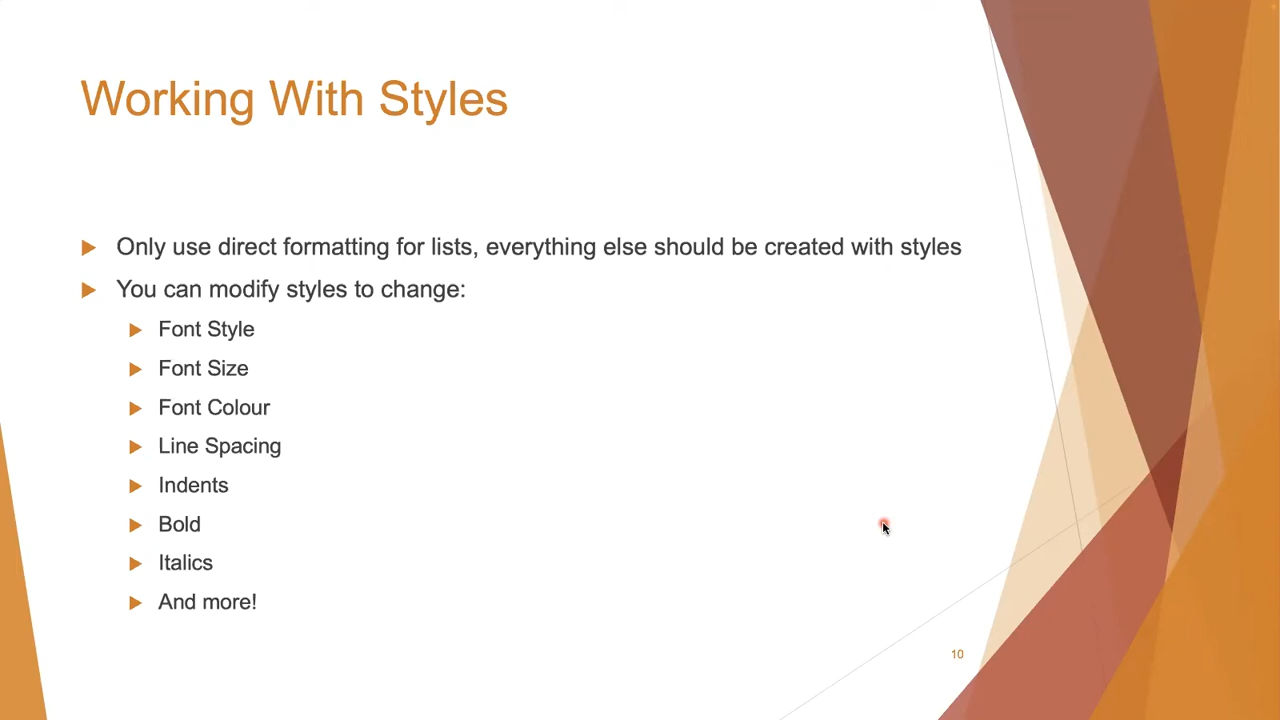 Working With Styles
Only use direct formatting for lists, everything else should be created with styles
You can modify styles to change:
Font Style
Font Size
Font Colour
Line Spacing
Indents
Bold
Italics
And more!
10